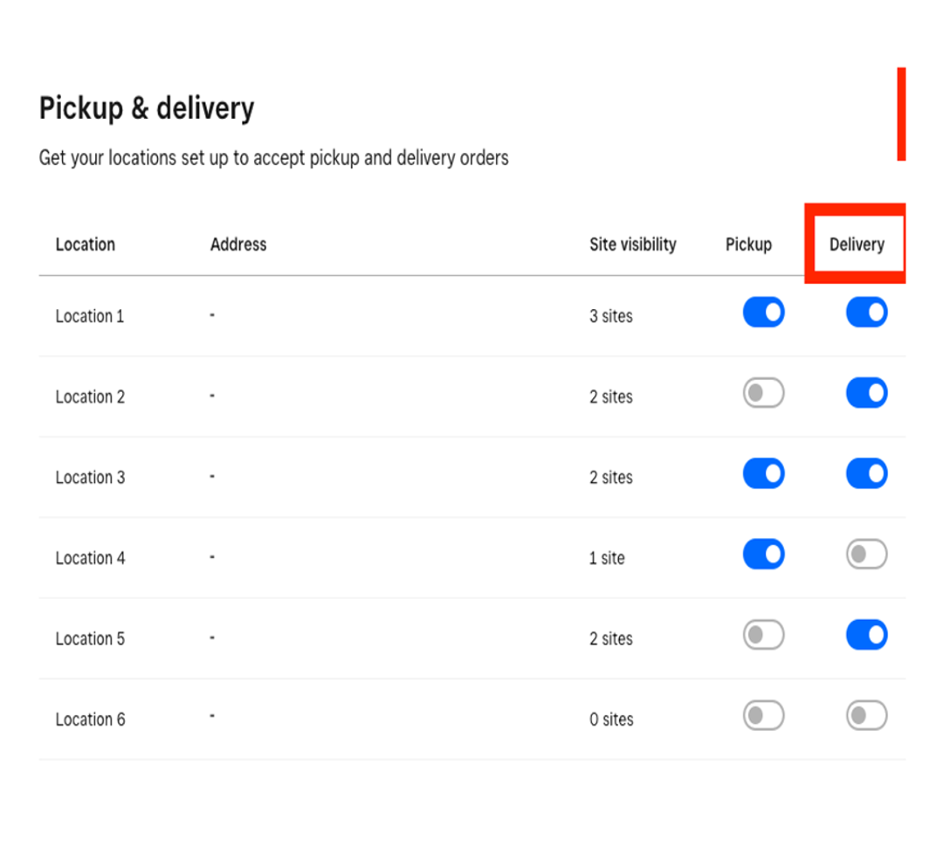 Pickup & delivery
Get your locations set up to accept pickup and delivery orders
Location Address Site visibility Pickup Delivery
Location 1 - 3 sites
Location 2 - 2 sites
Location 3 - 2 sites
Location 4 - 1 site
Location 5 - 2 sites
Location 6 - 0 sites